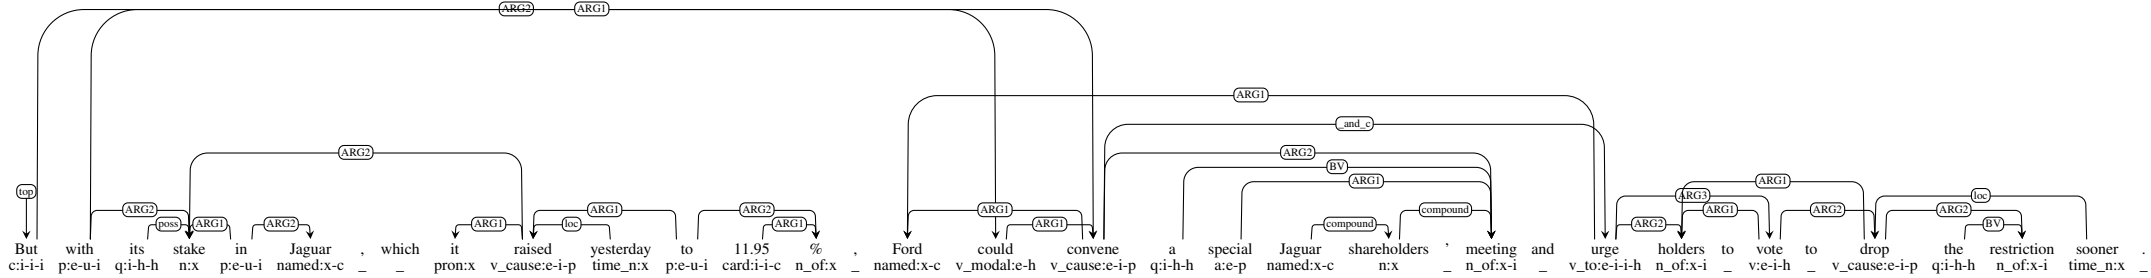 ARG2 ARG1
ARG1
_and_c
ARG2 ARG2
BV
ARG1 ARG1
top ARG3 loc
ARG2 ARG1 ARG2 ARG1 compound ARG2 ARG2
poss ARG1 ARG2 ARG1 loc ARG1 ARG1 compound ARG2 ARG1 BV
But with its stake in Jaguar , which it raised yesterday to 11.95 % , Ford could convene a special Jaguar shareholders ' meeting and urge holders to vote to drop the restriction sooner .
c:i-i-i p:e-u-i q:i-h-h n:x p:e-u-i named:x-c _ _ pron:x v_cause:e-i-p time_n:x p:e-u-i card:i-i-c n_of:x _ named:x-c v_modal:e-h v_cause:e-i-p q:i-h-h a:e-p named:x-c n:x _ n_of:x-i _ v_to:e-i-i-h n_of:x-i _ v:e-i-h _ v_cause:e-i-p q:i-h-h n_of:x-i time_n:x _